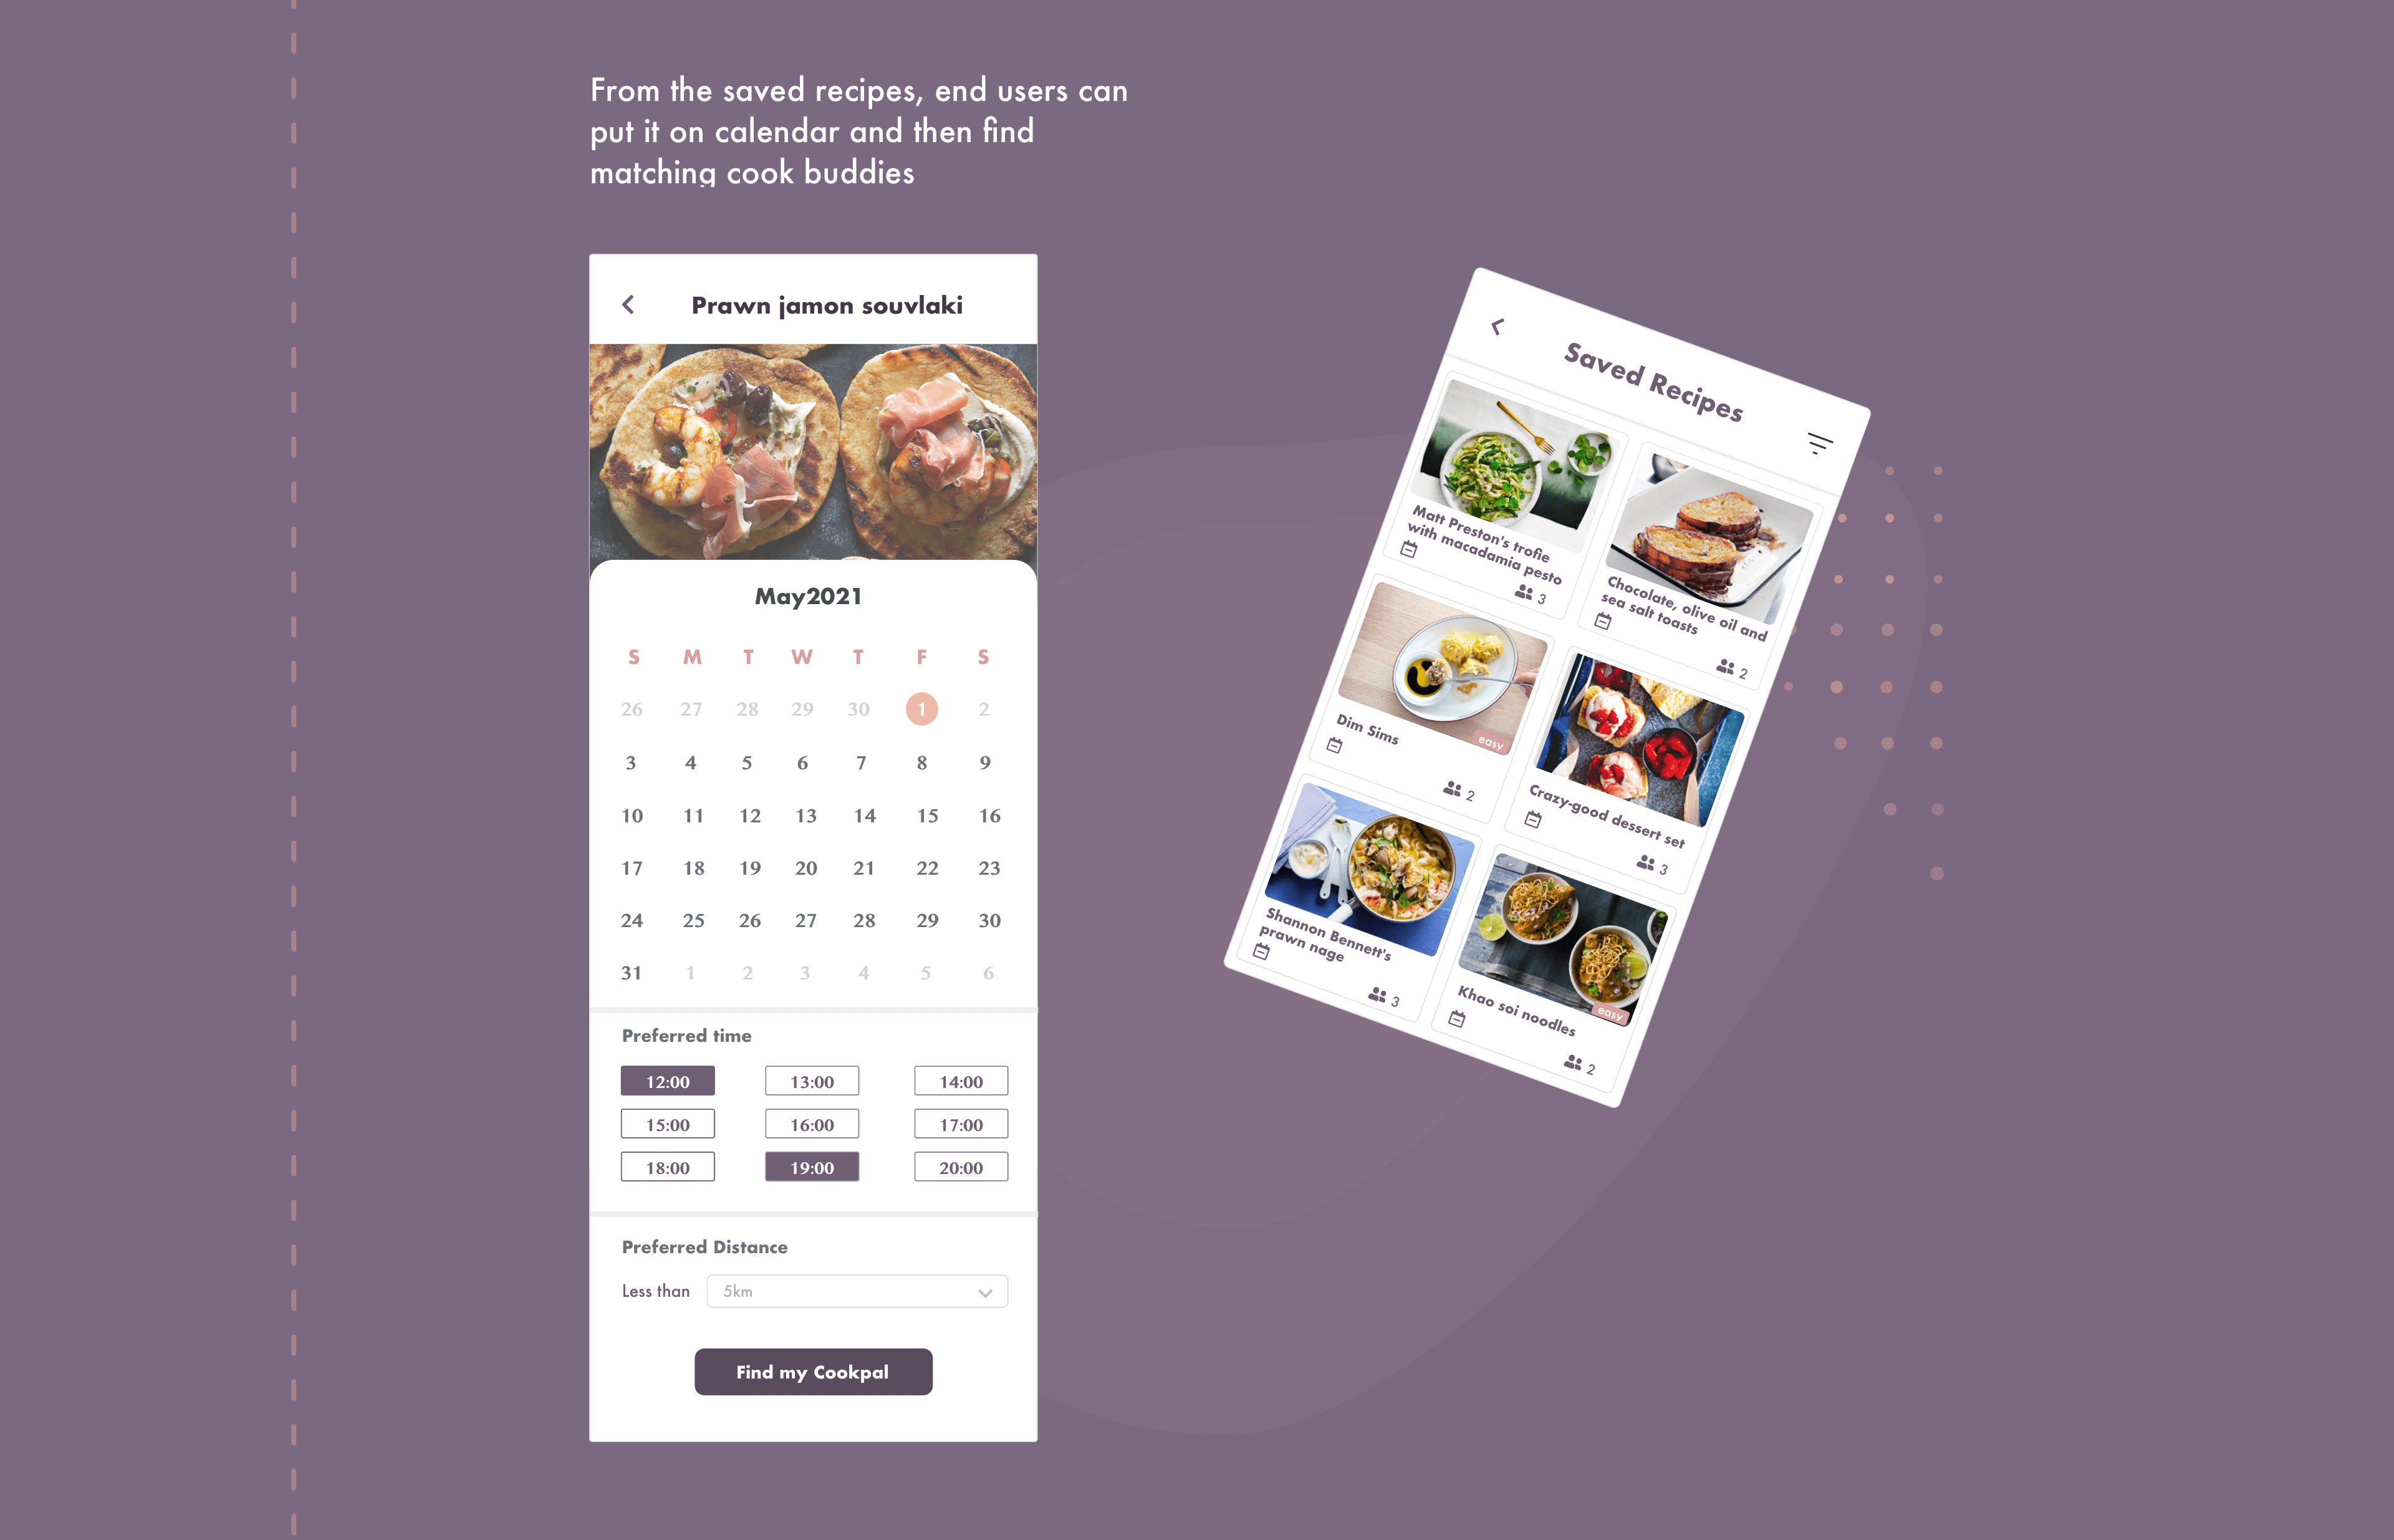 From the saved recipes, end users can
put it on calendar and then find
matching cook buddies
Prawn jamon souvlaki
May2021
S M T W T F S
26 27 28 29 30 1 2
3 4 5 6 7 8 9
10 11 12 13 14 15 16
17 18 19 20 21 22 23
24 25 26 27 28 29 30
31 1 2 3 4 5 6
Preferred time
12:00 13:00 14:00
15:00 16:00 17:00
18:00 19:00 20:00
Preferred Distance
Less than 5km
Find my Cookpal
Saved Recipes
Matt Preston's trofie
with macadamia pesto
3
Chocolate, olive oil and
sea salt toasts
2
easy
Dim Sims
2
Crazy-good dessert set
3
Shannon Bennett's
prawn nage
3
easy
Khao soi noodles
2